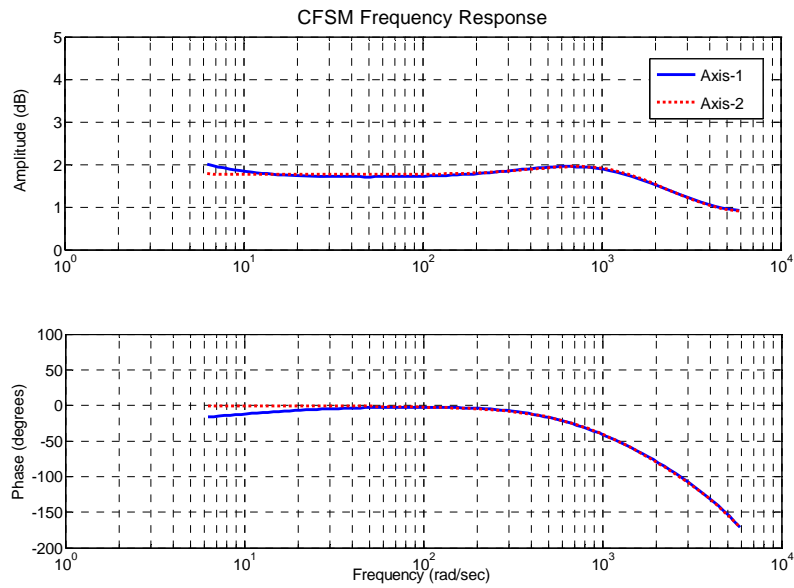 CFSM Frequency Response
5
4
3
2
1
0
Amplitude (dB)
Axis-1
Axis-2
10^0 10^1 10^2 10^3 10^4
100
50
0
-50
-100
-150
-200
Phase (degrees)
10^0 10^1 10^2 10^3 10^4
Frequency (rad/sec)